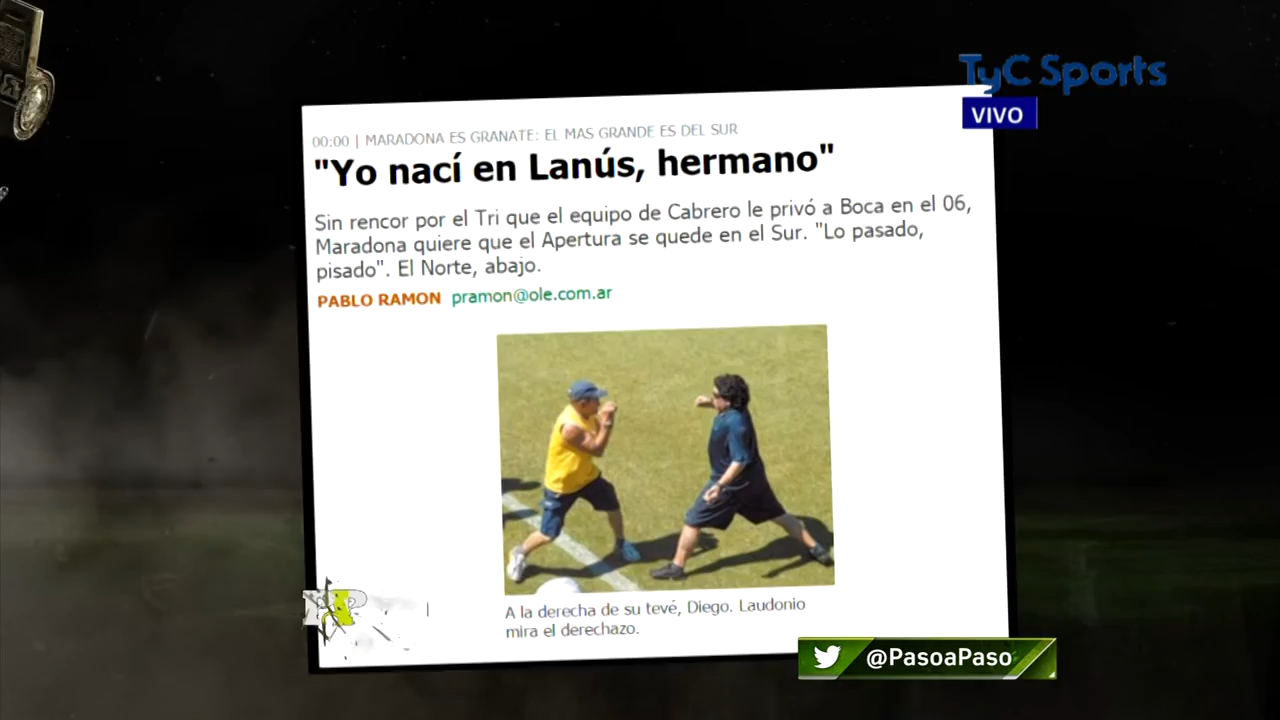 TyC Sports
VIVO
00:00 | MARADONA ES GRANATE: EL MAS GRANDE ES DEL SUR
"Yo nací en Lanús, hermano"
Sin rencor por el Tri que el equipo de Cabrero le privó a Boca en el 06,
Maradona quiere que el Apertura se quede en el Sur. "Lo pasado,
pisado". El Norte, abajo.
PABLO RAMON pramon@ole.com.ar
A la derecha de su tevé, Diego. Laudonio
mira el derechazo.
@PasoaPaso